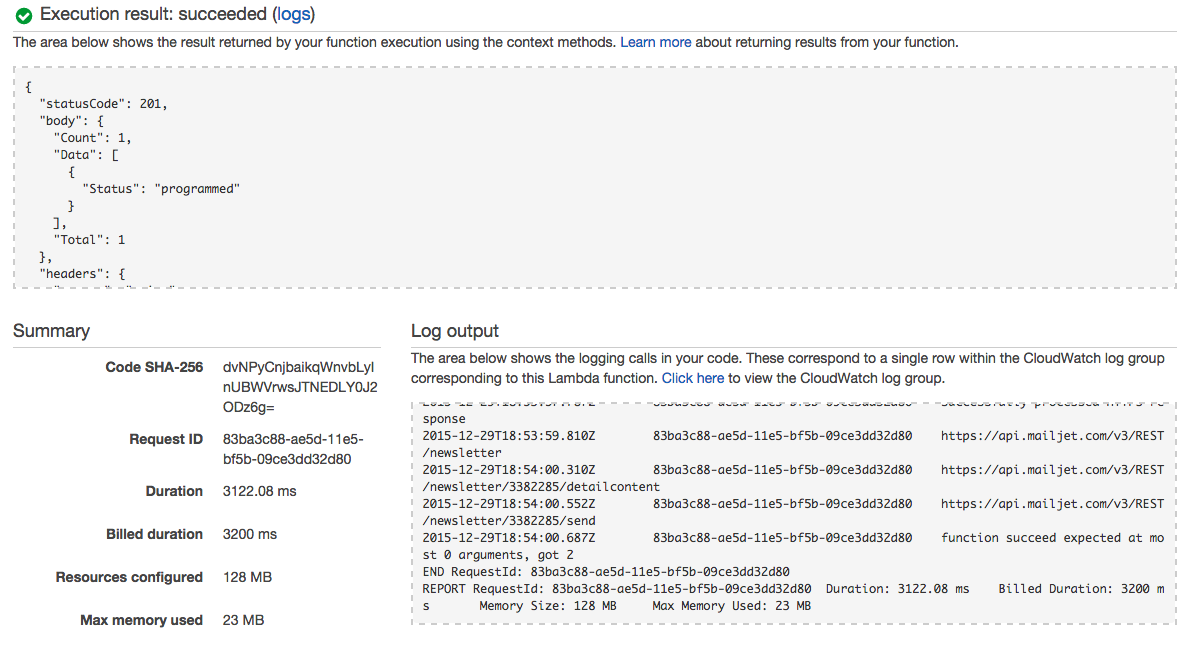 Execution result: succeeded (logs)
The area below shows the result returned by your function execution using the context methods. Learn more about returning results from your function.
{
  "statusCode": 201,
  "body": {
    "Count": 1,
    "Data": [
      {
        "Status": "programmed"
      }
    ],
    "Total": 1
  },
  "headers": {
Summary
Code SHA-256 dvNPyCnjbaikqWnvbLyI
nUBWVrwsJTNEDLY0J2
ODz6g=
Request ID 83ba3c88-ae5d-11e5-
bf5b-09ce3dd32d80
Duration 3122.08 ms
Billed duration 3200 ms
Resources configured 128 MB
Max memory used 23 MB
Log output
The area below shows the logging calls in your code. These correspond to a single row within the CloudWatch log group
corresponding to this Lambda function. Click here to view the CloudWatch log group.
sponse
2015-12-29T18:53:59.810Z 83ba3c88-ae5d-11e5-bf5b-09ce3dd32d80 https://api.mailjet.com/v3/REST
/newsletter
2015-12-29T18:54:00.310Z 83ba3c88-ae5d-11e5-bf5b-09ce3dd32d80 https://api.mailjet.com/v3/REST
/newsletter/3382285/detailcontent
2015-12-29T18:54:00.552Z 83ba3c88-ae5d-11e5-bf5b-09ce3dd32d80 https://api.mailjet.com/v3/REST
/newsletter/3382285/send
2015-12-29T18:54:00.687Z 83ba3c88-ae5d-11e5-bf5b-09ce3dd32d80 function succeed expected at mo
st 0 arguments, got 2
END RequestId: 83ba3c88-ae5d-11e5-bf5b-09ce3dd32d80
REPORT RequestId: 83ba3c88-ae5d-11e5-bf5b-09ce3dd32d80 Duration: 3122.08 ms Billed Duration: 3200 m
s Memory Size: 128 MB Max Memory Used: 23 MB